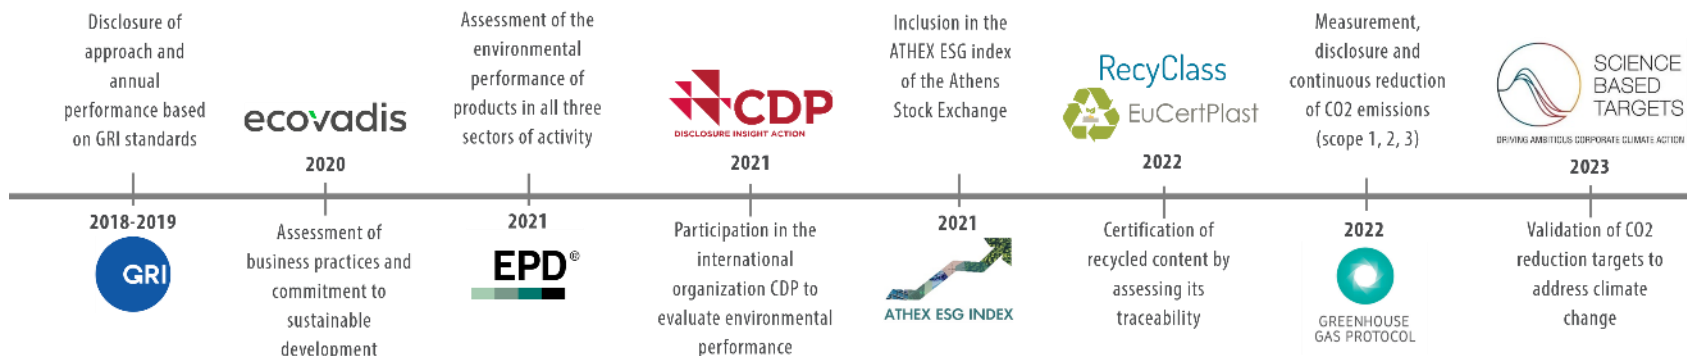 Disclosure of
approach and
annual
performance based
on GRI standards
2018-2019
GRI
ecovadis
2020
Assessment of
business practices and
commitment to
sustainable
development
Assessment of the
environmental
performance of
products in all three
sectors of activity
2021
EPD®
CDP
DISCLOSURE INSIGHT ACTION
2021
Participation in the
international
organization CDP to
evaluate environmental
performance
Inclusion in the
ATHEX ESG index
of the Athens
Stock Exchange
2021
ATHEX ESG INDEX
RecyClass
EuCertPlast
2022
Certification of
recycled content by
assessing its
traceability
Measurement,
disclosure and
continuous reduction
of CO2 emissions
(scope 1, 2, 3)
2022
GREENHOUSE
GAS PROTOCOL
SCIENCE
BASED
TARGETS
DRIVING AMBITIOUS CORPORATE CLIMATE ACTION
2023
Validation of CO2
reduction targets to
address climate
change